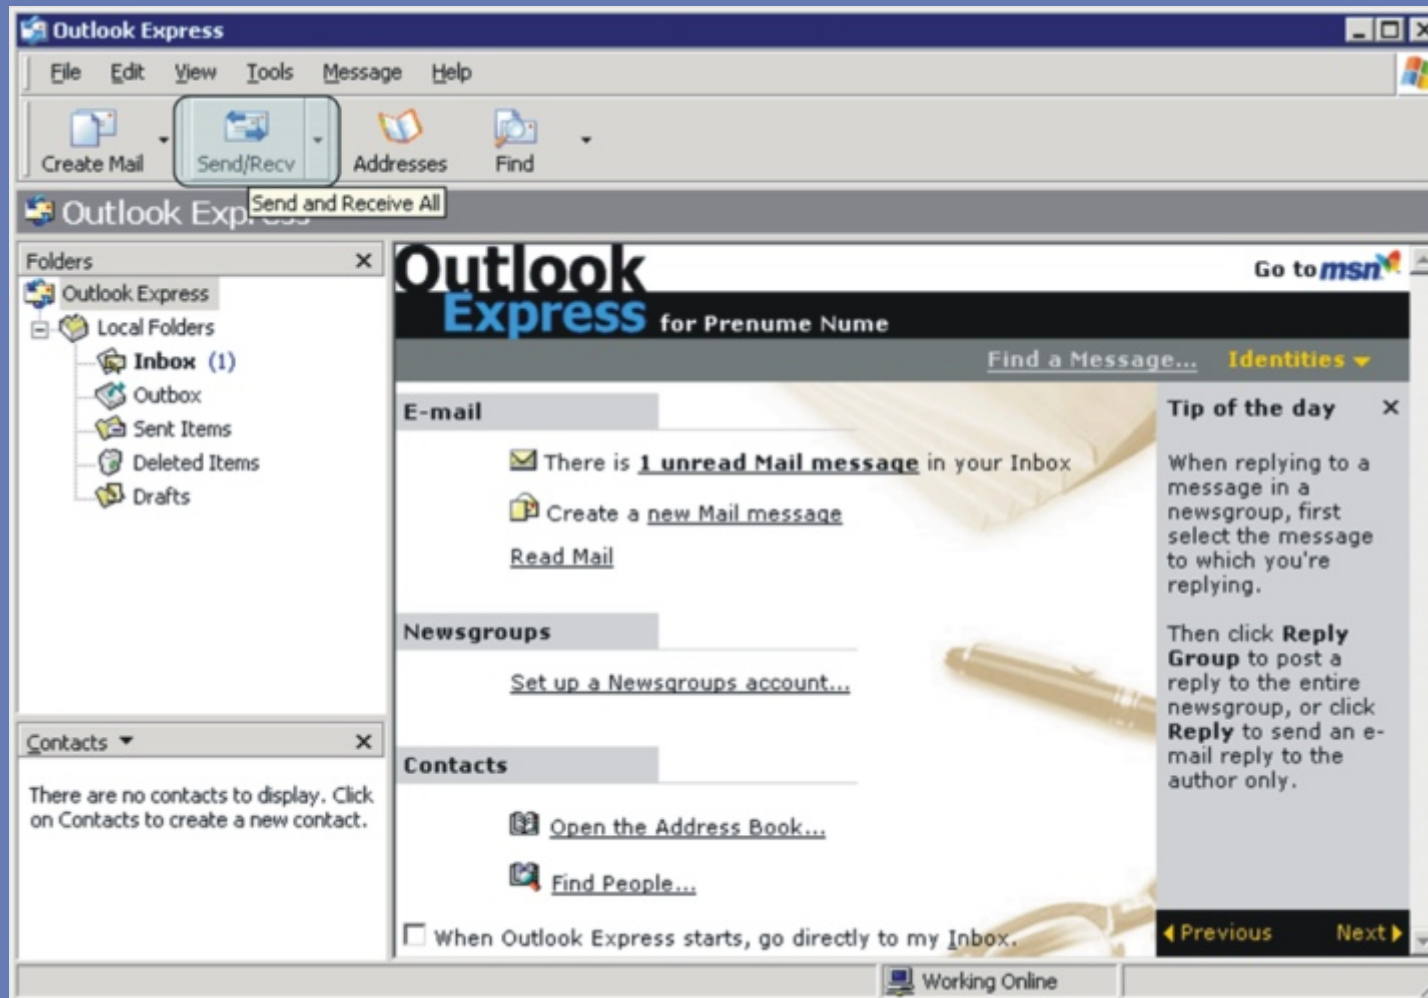 Outlook Express
File Edit View Tools Message Help
Create Mail Send/Recv Addresses Find
Send and Receive All
Outlook Express
Folders
Outlook Express
Local Folders
Inbox (1)
Outbox
Sent Items
Deleted Items
Drafts
Contacts
There are no contacts to display. Click
on Contacts to create a new contact.
Outlook
Express for Prenume Nume
Go to msn
Find a Message... Identities
E-mail
There is 1 unread Mail message in your Inbox
Create a new Mail message
Read Mail
Newsgroups
Set up a Newsgroups account...
Contacts
Open the Address Book...
Find People...
When Outlook Express starts, go directly to my Inbox.
Tip of the day
When replying to a
message in a
newsgroup, first
select the message
to which you're
replying.
Then click Reply
Group to post a
reply to the entire
newsgroup, or click
Reply to send an e-
mail reply to the
author only.
Previous Next
Working Online